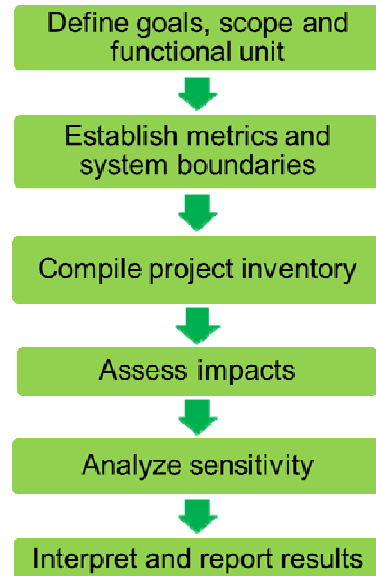 Define goals, scope and
functional unit
Establish metrics and
system boundaries
Compile project inventory
Assess impacts
Analyze sensitivity
Interpret and report results